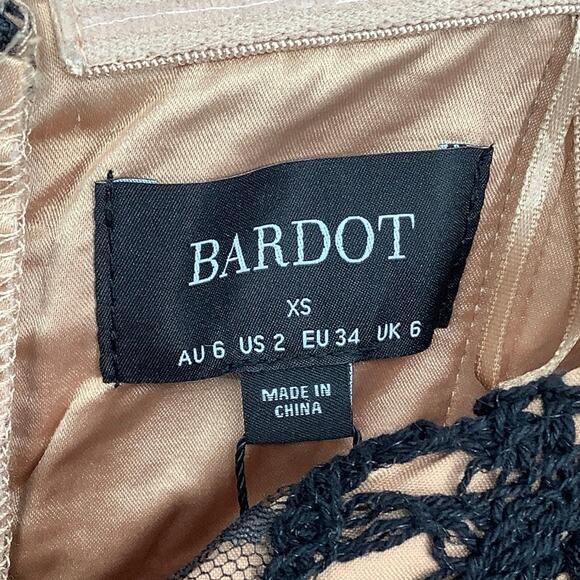 BARDOT
XS
AU 6 US 2 EU 34 UK 6
MADE IN
CHINA